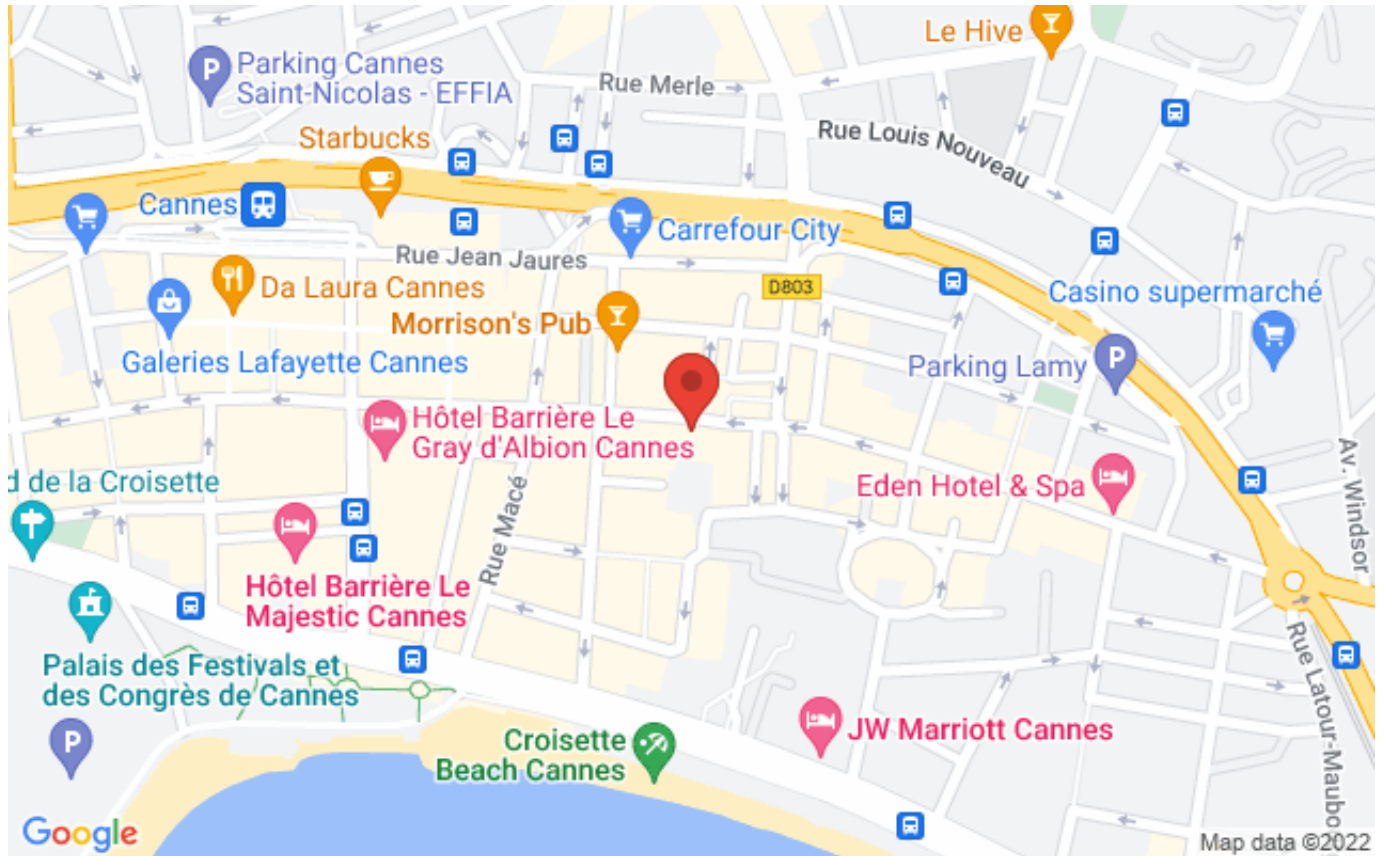 Le Hive
Parking Cannes
Saint-Nicolas - EFFIA
Rue Merle
Starbucks
Rue Louis Nouveau
Cannes
Carrefour City
Rue Jean Jaures
Da Laura Cannes
D803
Casino supermarché
Morrison's Pub
Galeries Lafayette Cannes
Parking Lamy
Hôtel Barrière Le
Gray d'Albion Cannes
d de la Croisette
Eden Hotel & Spa
Av. Windsor
Rue Macé
Hôtel Barrière Le
Majestic Cannes
Palais des Festivals et
des Congrès de Cannes
Rue Latour-Maubo
JW Marriott Cannes
Croisette
Beach Cannes
Google
Map data ©2022